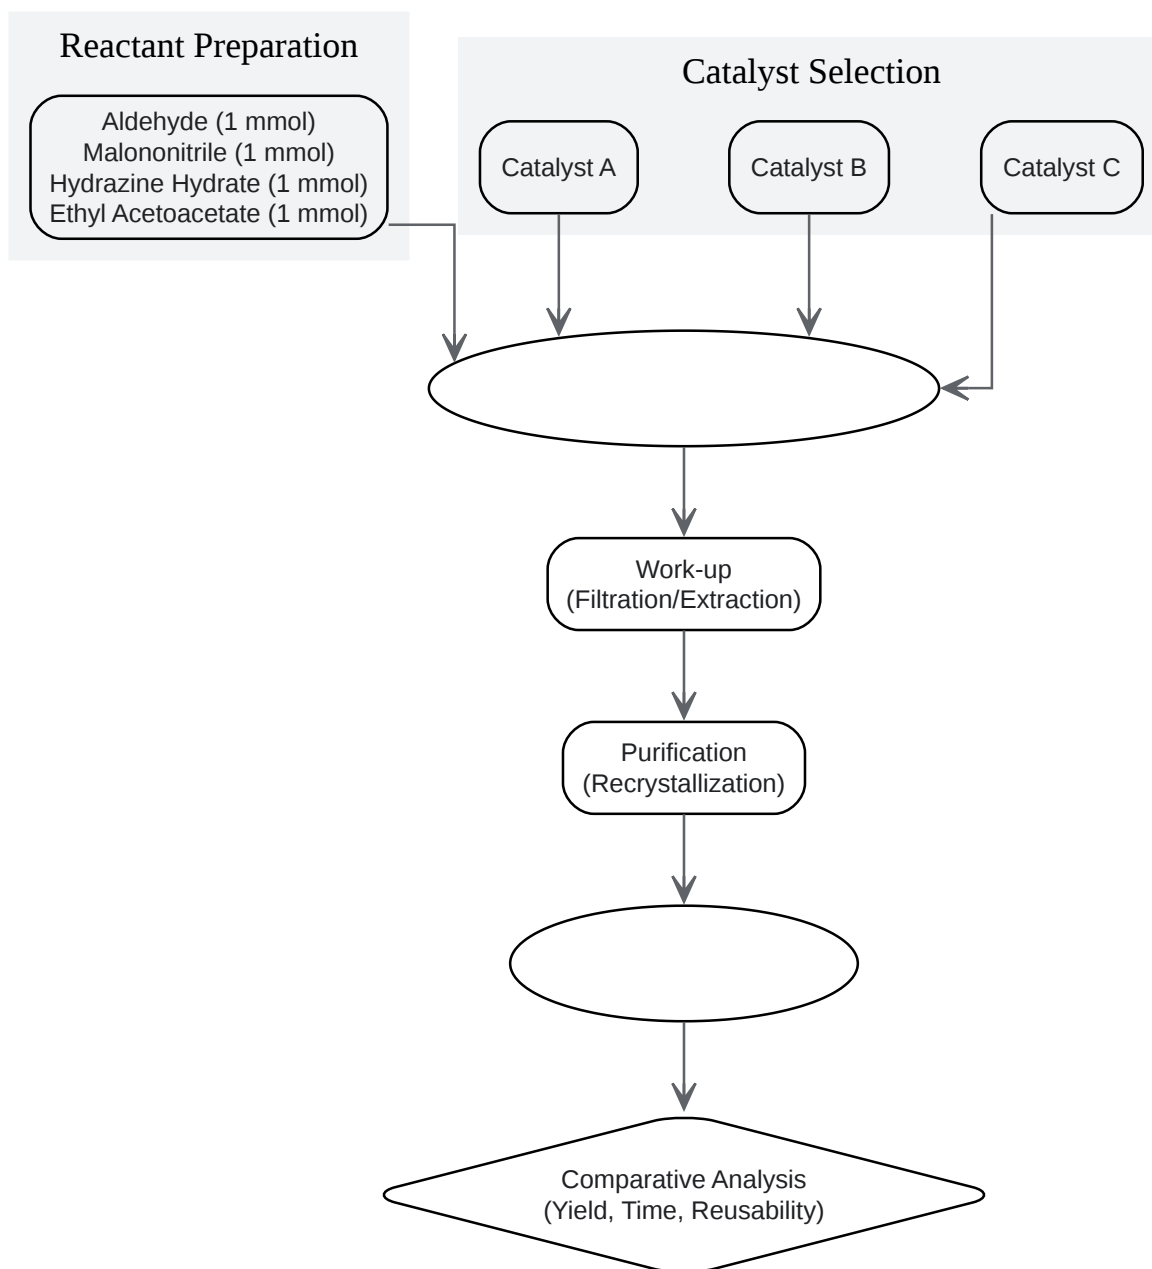 Reactant Preparation
Aldehyde (1 mmol)
Malononitrile (1 mmol)
Hydrazine Hydrate (1 mmol)
Ethyl Acetoacetate (1 mmol)
Catalyst Selection
Catalyst A
Catalyst B
Catalyst C
Work-up
(Filtration/Extraction)
Purification
(Recrystallization)
Comparative Analysis
(Yield, Time, Reusability)